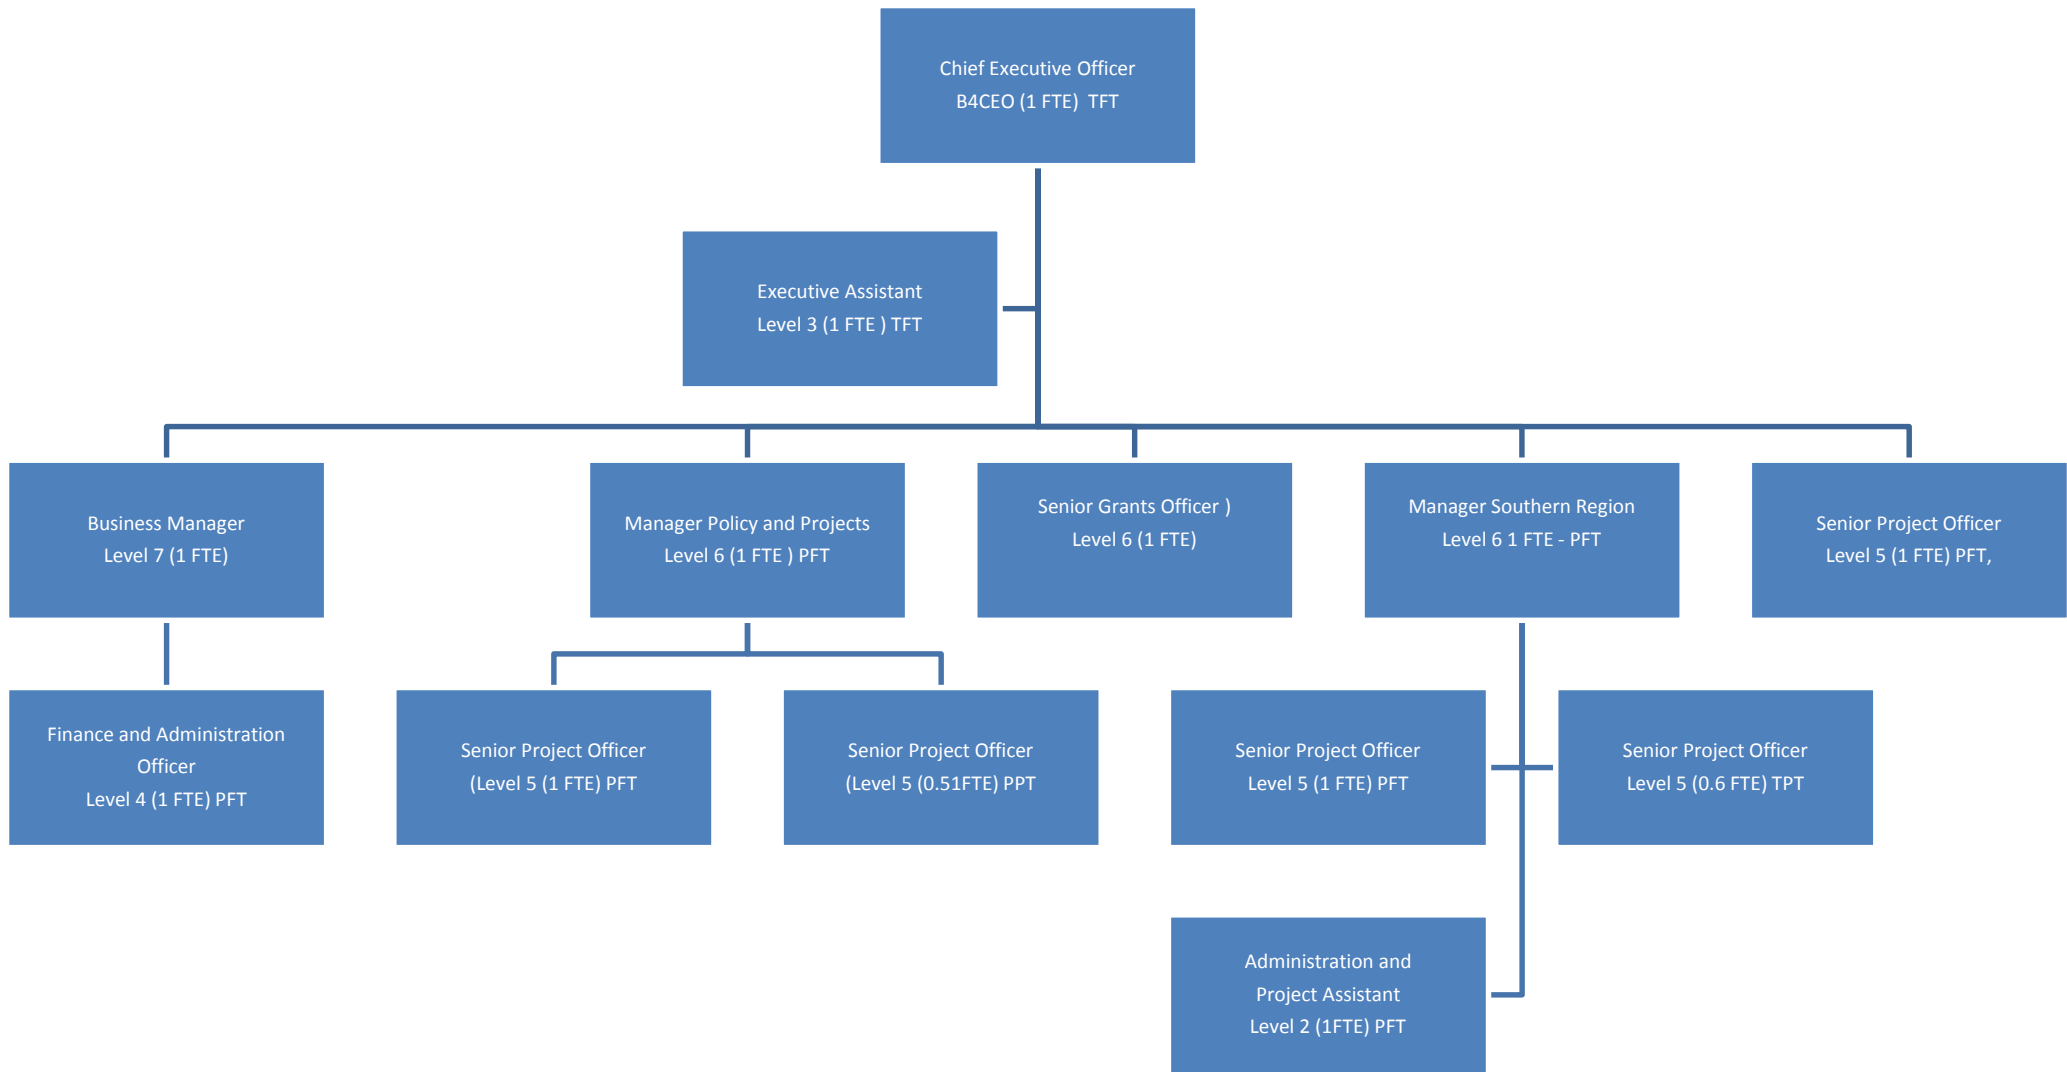 Chief Executive Officer
B4CEO (1 FTE)  TFT
Executive Assistant
Level 3 (1 FTE ) TFT
Business Manager
Level 7 (1 FTE)
Manager Policy and Projects
Level 6 (1 FTE ) PFT
Senior Grants Officer )
Level 6 (1 FTE)
Manager Southern Region
Level 6 1 FTE - PFT
Senior Project Officer
Level 5 (1 FTE) PFT,
Finance and Administration
Officer
Level 4 (1 FTE) PFT
Senior Project Officer
(Level 5 (1 FTE) PFT
Senior Project Officer
(Level 5 (0.51FTE) PPT
Senior Project Officer
Level 5 (1 FTE) PFT
Senior Project Officer
Level 5 (0.6 FTE) TPT
Administration and
Project Assistant
Level 2 (1FTE) PFT